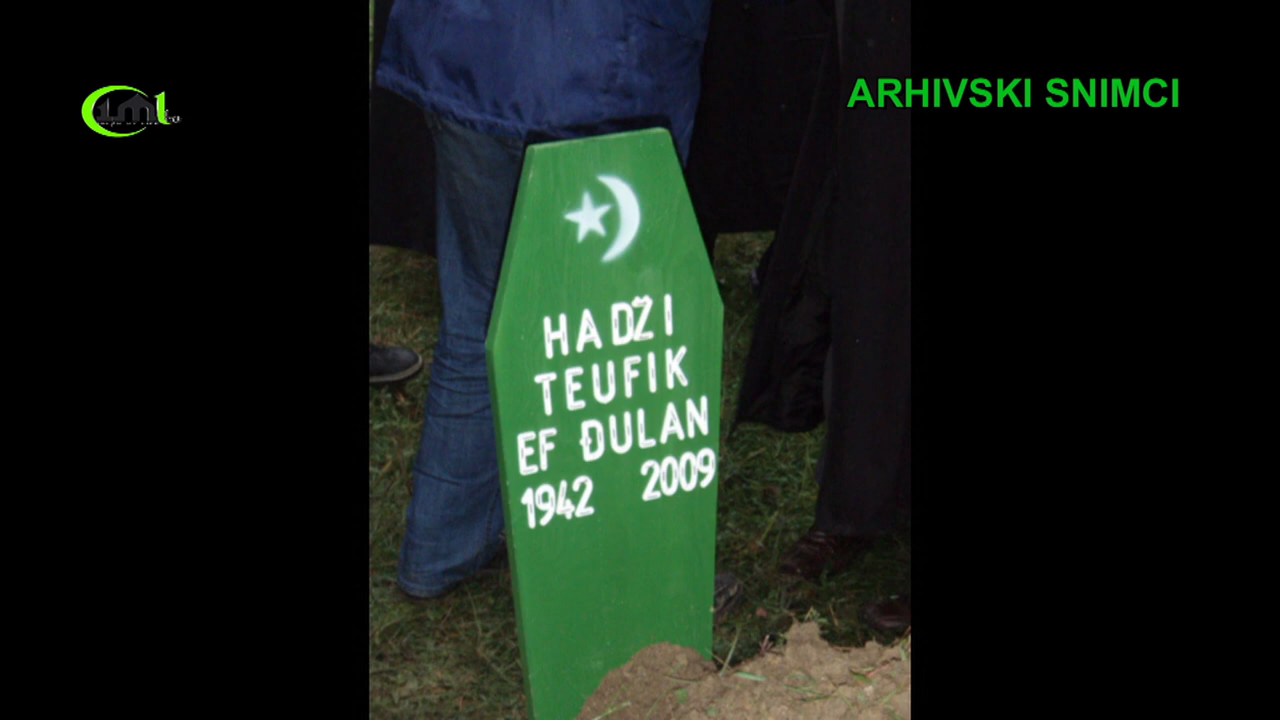 ARHIVSKI SNIMCI
HADŽI
TEUFIK
EF ĐULAN
1942 2009